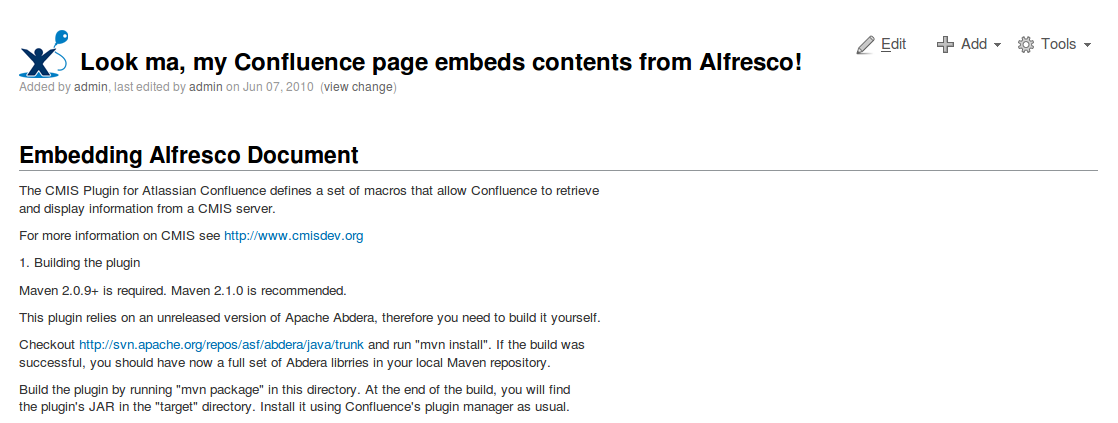 Edit Add Tools
Look ma, my Confluence page embeds contents from Alfresco!
Added by admin, last edited by admin on Jun 07, 2010 (view change)
Embedding Alfresco Document
The CMIS Plugin for Atlassian Confluence defines a set of macros that allow Confluence to retrieve
and display information from a CMIS server.
For more information on CMIS see http://www.cmisdev.org
1. Building the plugin
Maven 2.0.9+ is required. Maven 2.1.0 is recommended.
This plugin relies on an unreleased version of Apache Abdera, therefore you need to build it yourself.
Checkout http://svn.apache.org/repos/asf/abdera/java/trunk and run "mvn install". If the build was
successful, you should have now a full set of Abdera librries in your local Maven repository.
Build the plugin by running "mvn package" in this directory. At the end of the build, you will find
the plugin's JAR in the "target" directory. Install it using Confluence's plugin manager as usual.